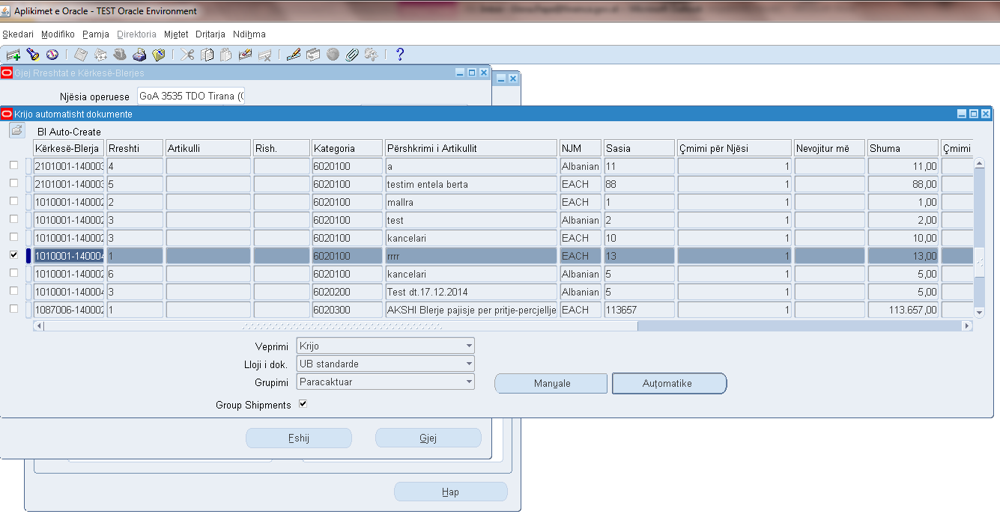 Aplikimet e Oracle - TEST Oracle Environment
Skedari Modifiko Pamja Direktoria Mjetet Dritarja Ndihma
Gjej Rreshtat e Kërkesë-Blerjes
Njësia operuese GoA 3535 TDO Tirana ((
Krijo automatisht dokumente
BI Auto-Create
Kërkesë-Blerja Rreshti Artikulli Rish. Kategoria Përshkrimi i Artikullit NJM Sasia Çmimi për Njësi Nevojitur më Shuma Çmimi
2101001-140003 4 6020100 a Albanian 11 1 11,00
2101001-140003 5 6020100 testim entela berta EACH 88 1 88,00
1010001-140002 2 6020100 mallra EACH 1 1 1,00
1010001-140002 3 6020100 test Albanian 2 1 2,00
1010001-140002 3 6020100 kancelari EACH 10 1 10,00
1010001-140004 1 6020100 rrrr EACH 13 1 13,00
1010001-140002 6 6020100 kancelari Albanian 5 1 5,00
1010001-140004 3 6020200 Test dt.17.12.2014 Albanian 5 1 5,00
1087006-140002 1 6020300 AKSHI Blerje pajisje per pritje-percjellje EACH 113657 1 113.657,00
Veprimi Krijo
Lloji i dok. UB standarde
Grupimi Paracaktuar
Manyale Automatike
Group Shipments
Fshij Gjej
Hap